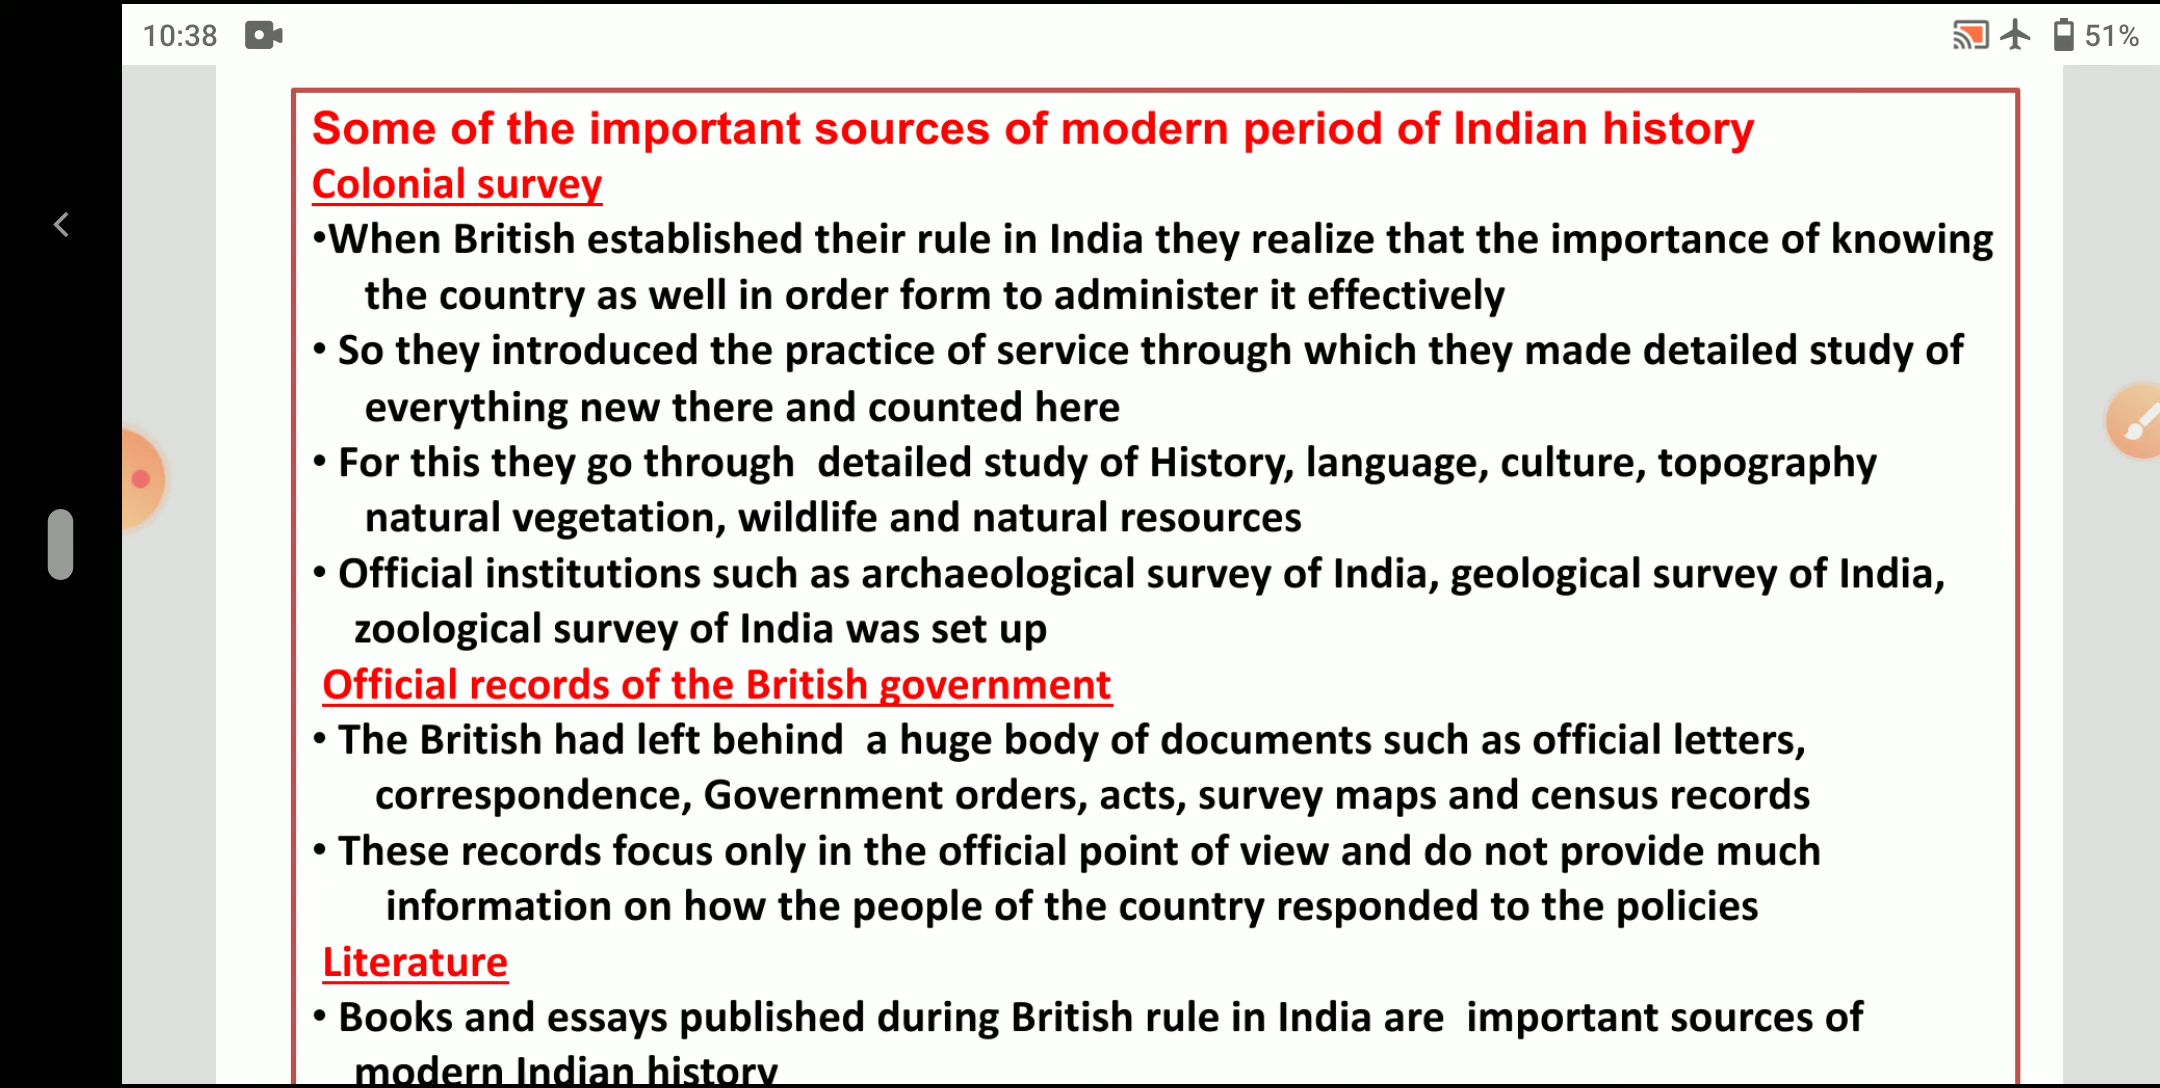 10:38
51%
Some of the important sources of modern period of Indian history
Colonial survey
•When British established their rule in India they realize that the importance of knowing
the country as well in order form to administer it effectively
• So they introduced the practice of service through which they made detailed study of
everything new there and counted here
• For this they go through detailed study of History, language, culture, topography
natural vegetation, wildlife and natural resources
• Official institutions such as archaeological survey of India, geological survey of India,
zoological survey of India was set up
Official records of the British government
• The British had left behind a huge body of documents such as official letters,
correspondence, Government orders, acts, survey maps and census records
• These records focus only in the official point of view and do not provide much
information on how the people of the country responded to the policies
Literature
• Books and essays published during British rule in India are important sources of
modern Indian history